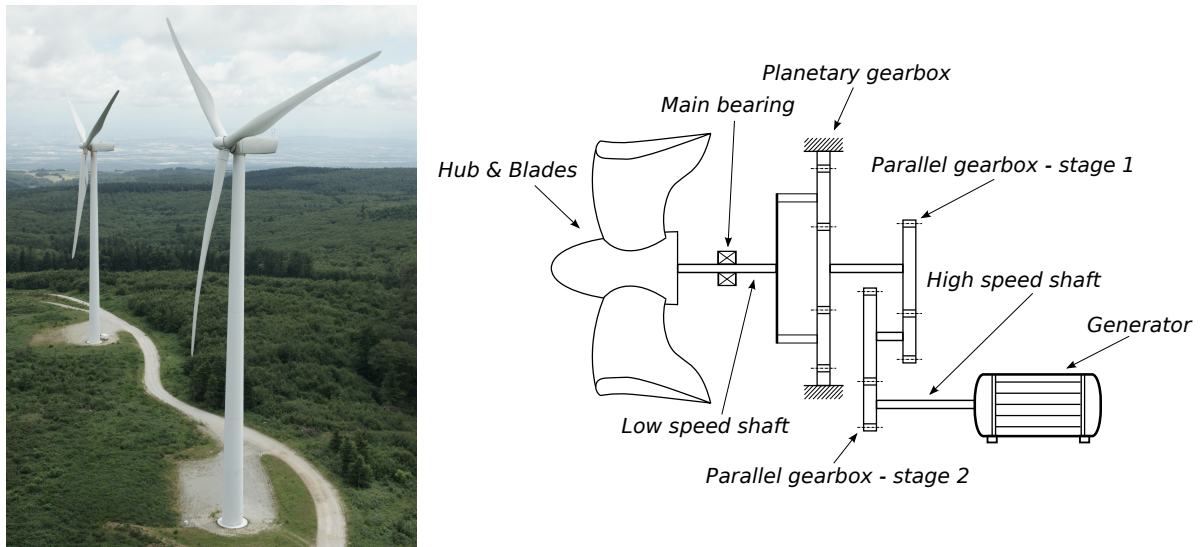 Planetary gearbox
Main bearing
Hub & Blades
Parallel gearbox - stage 1
High speed shaft
Generator
Low speed shaft
Parallel gearbox - stage 2